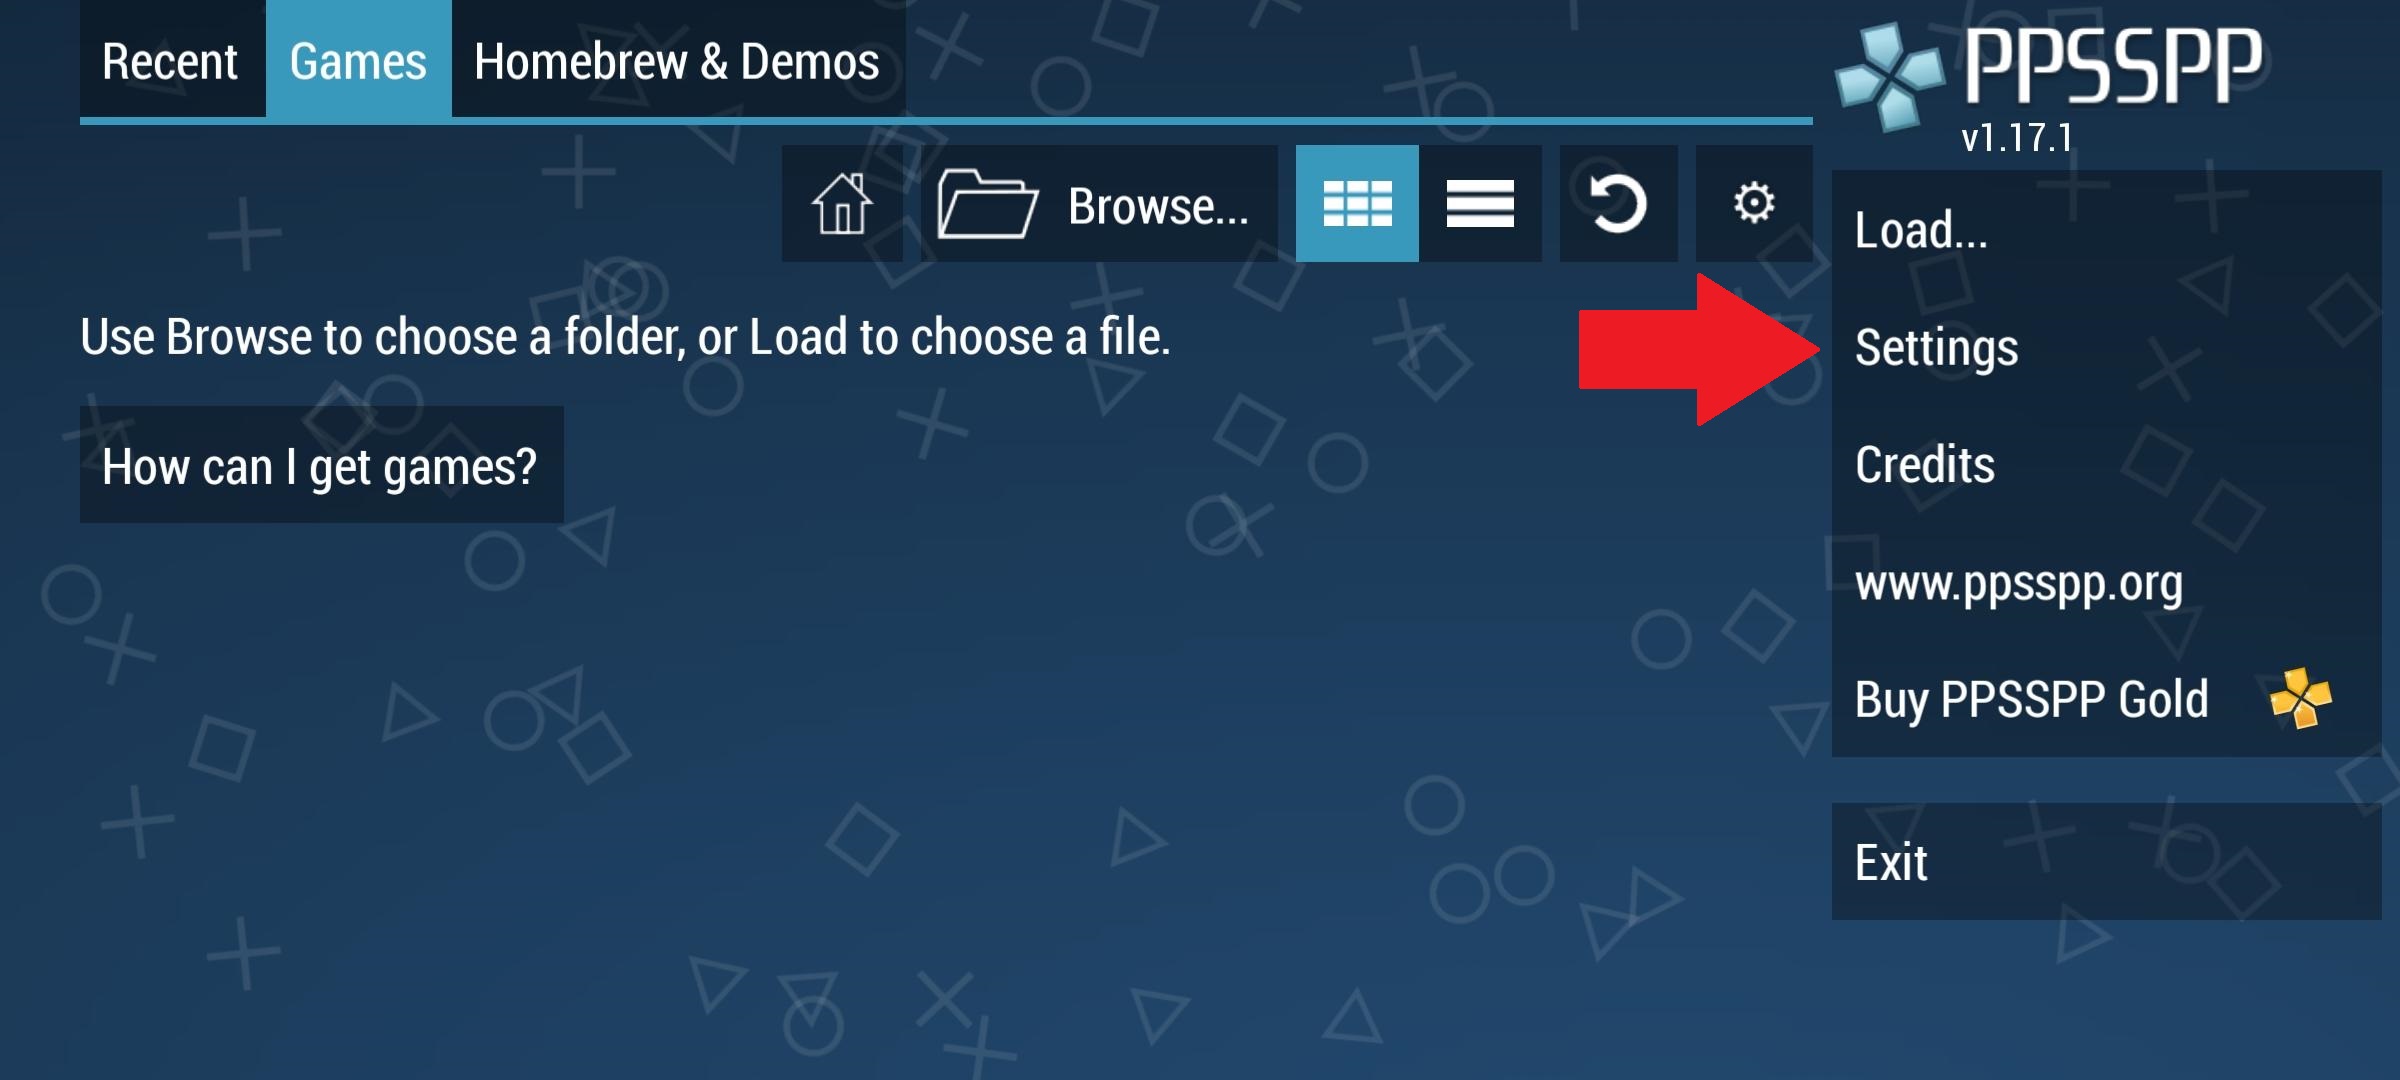 Recent
Games
Homebrew & Demos
PPSSPP
v1.17.1
Browse...
Use Browse to choose a folder, or Load to choose a file.
How can I get games?
Load...
Settings
Credits
www.ppsspp.org
Buy PPSSPP Gold
Exit